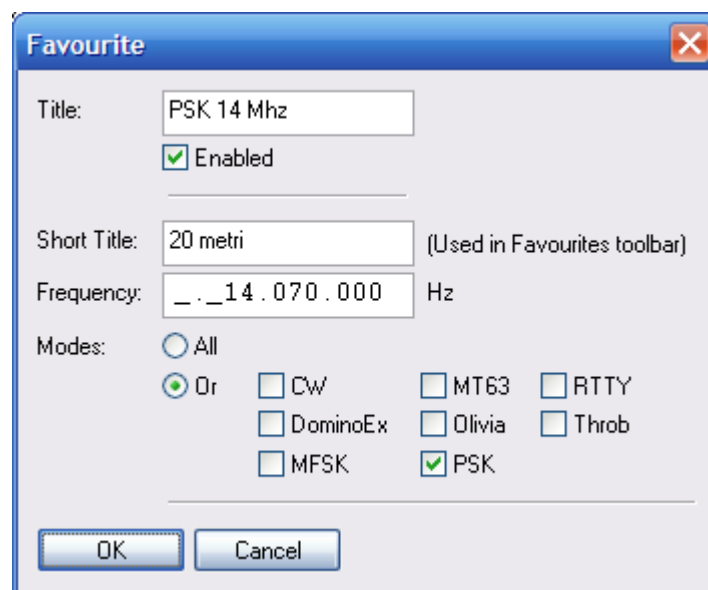 Favourite
Title: PSK 14 Mhz
Enabled
Short Title: 20 metri (Used in Favourites toolbar)
Frequency: _._14.070.000 Hz
Modes: All
Or CW MT63 RTTY
DominoEx Olivia Throb
MFSK PSK
OK Cancel